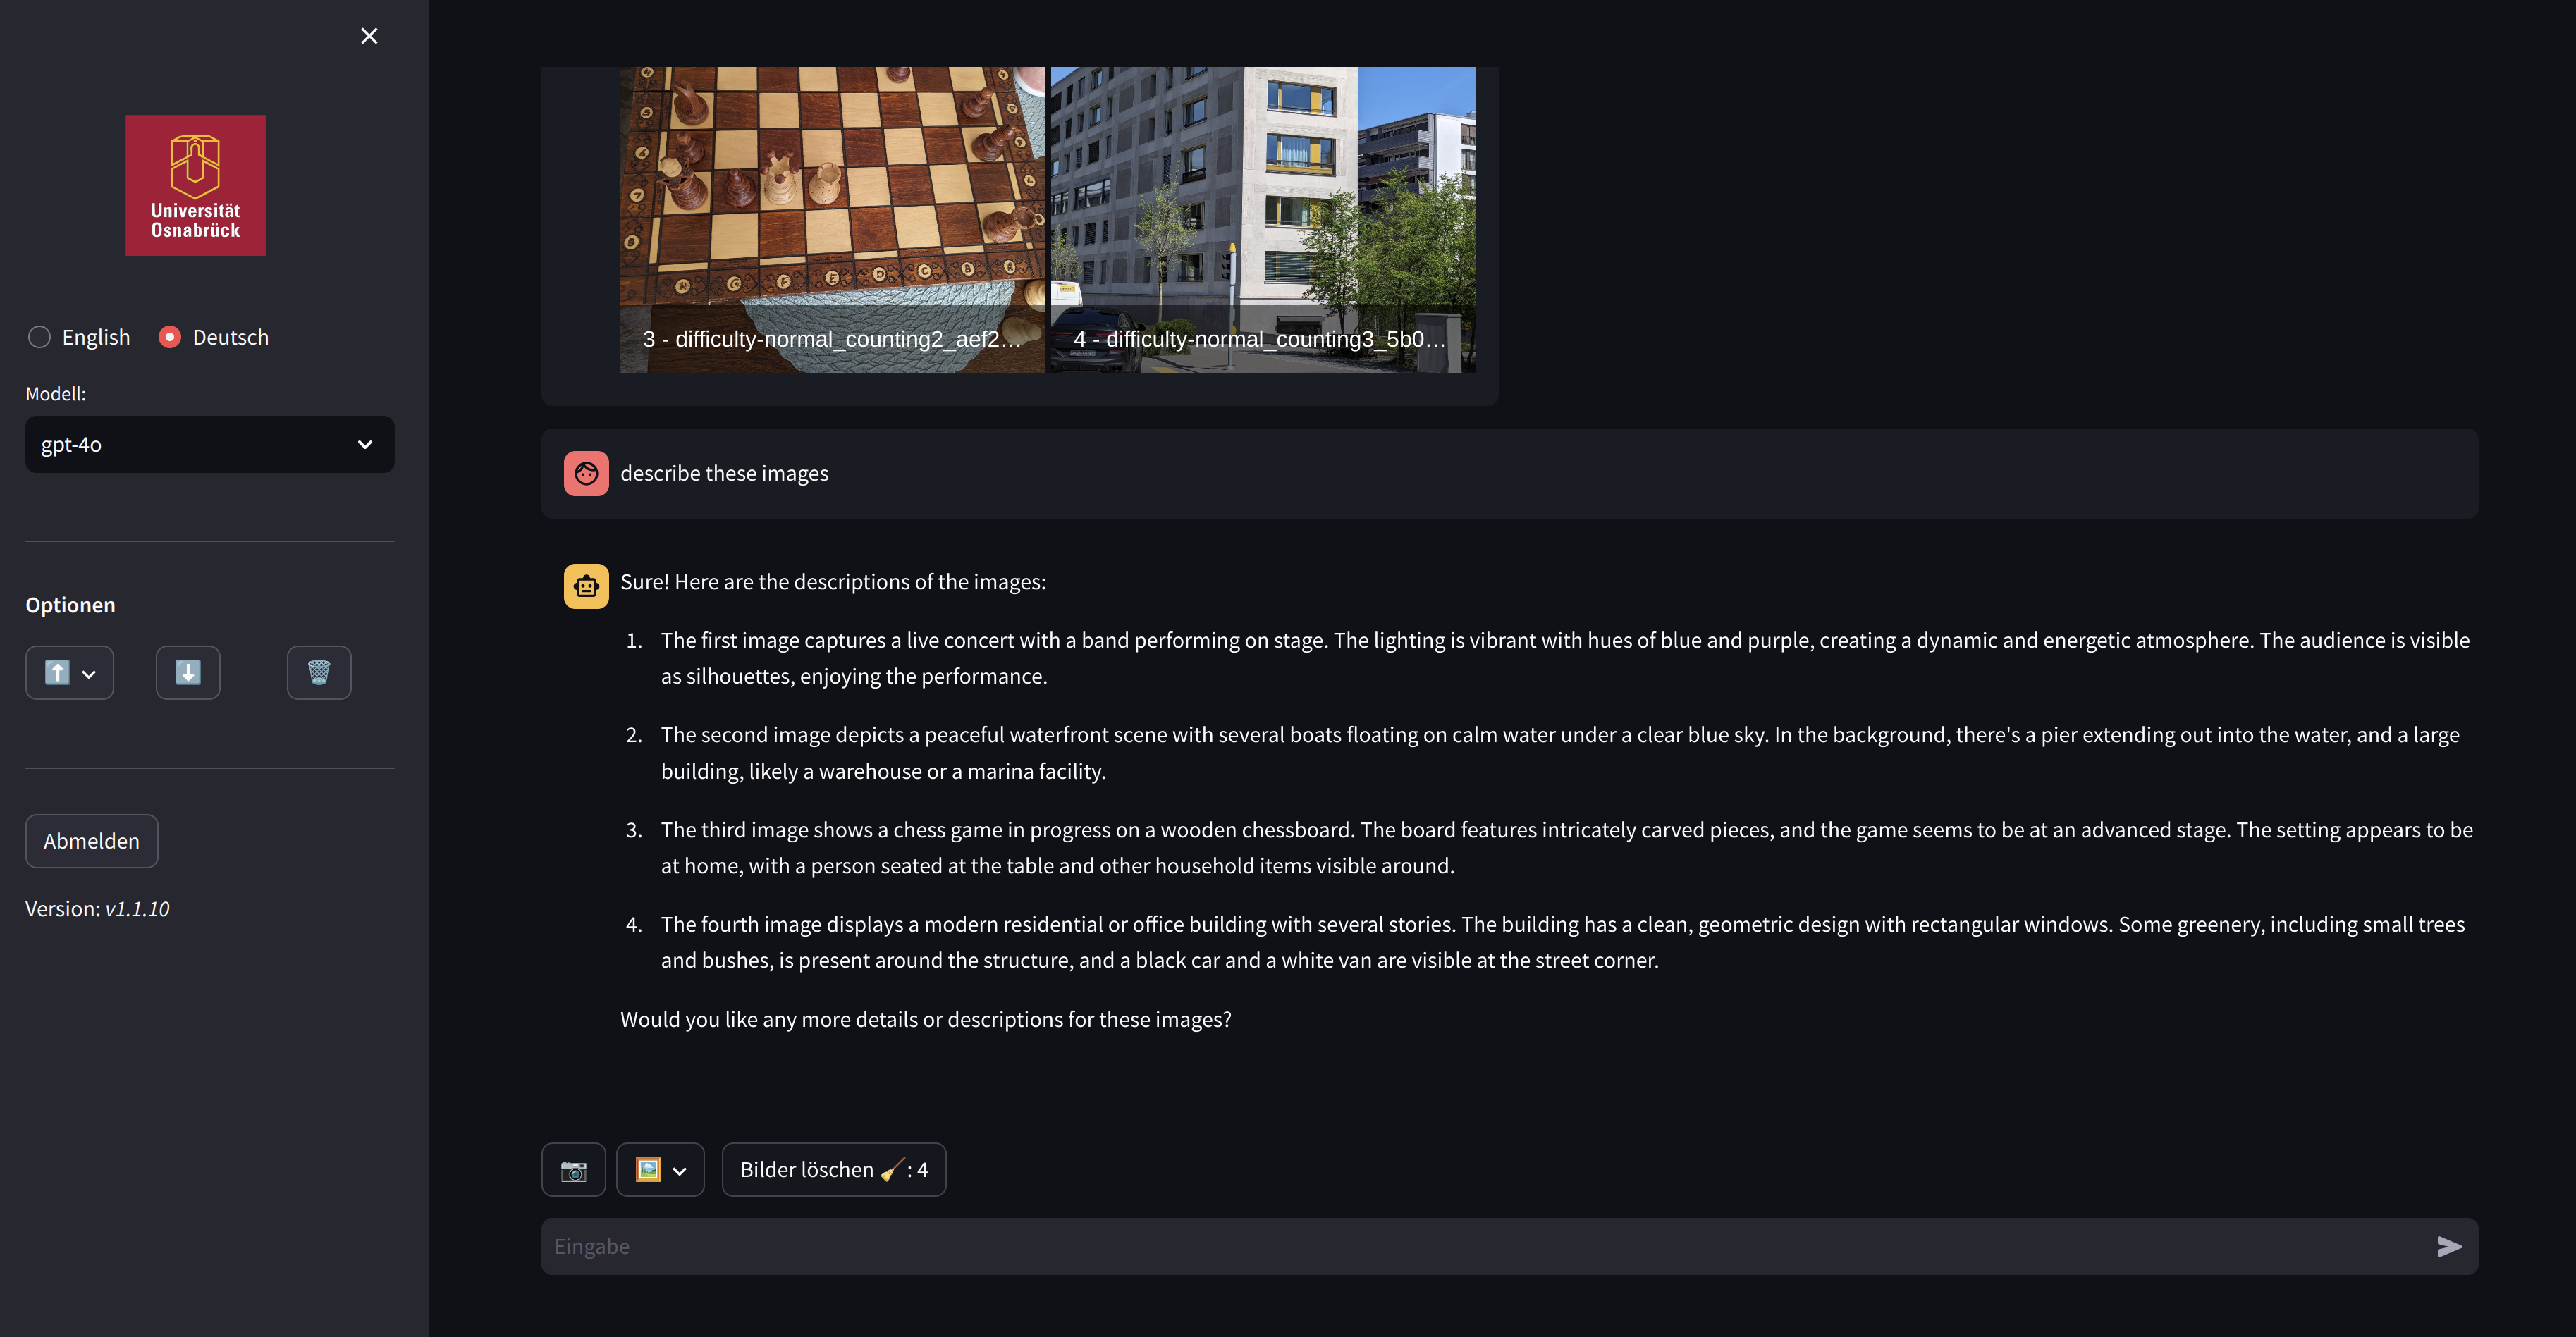 Universität
Osnabrück
English
Deutsch
Modell:
gpt-4o
Optionen
Abmelden
Version: v1.1.10
3 - difficulty-normal_counting2_aef2…
4 - difficulty-normal_counting3_5b0…
describe these images
Sure! Here are the descriptions of the images:
1. The first image captures a live concert with a band performing on stage. The lighting is vibrant with hues of blue and purple, creating a dynamic and energetic atmosphere. The audience is visible
as silhouettes, enjoying the performance.
2. The second image depicts a peaceful waterfront scene with several boats floating on calm water under a clear blue sky. In the background, there's a pier extending out into the water, and a large
building, likely a warehouse or a marina facility.
3. The third image shows a chess game in progress on a wooden chessboard. The board features intricately carved pieces, and the game seems to be at an advanced stage. The setting appears to be
at home, with a person seated at the table and other household items visible around.
4. The fourth image displays a modern residential or office building with several stories. The building has a clean, geometric design with rectangular windows. Some greenery, including small trees
and bushes, is present around the structure, and a black car and a white van are visible at the street corner.
Would you like any more details or descriptions for these images?
Bilder löschen 🧹: 4
Eingabe